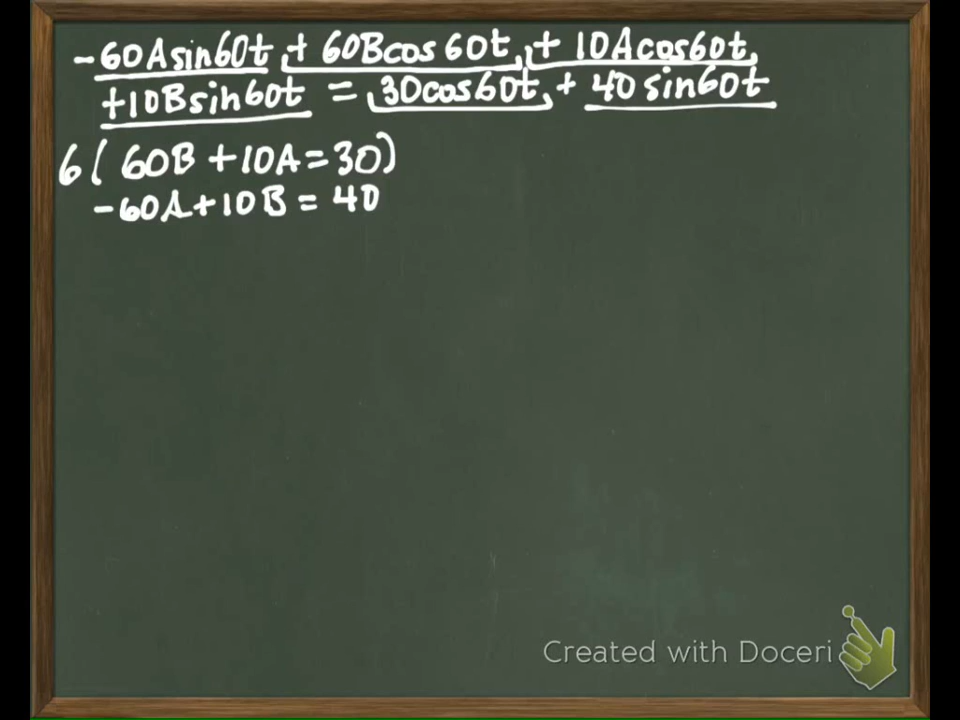 -60Asin60t + 60Bcos60t + 10Acos60t
+10Bsin60t = 30cos60t + 40sin60t
6(60B+10A=30)
-60A+10B = 40
Created with Doceri